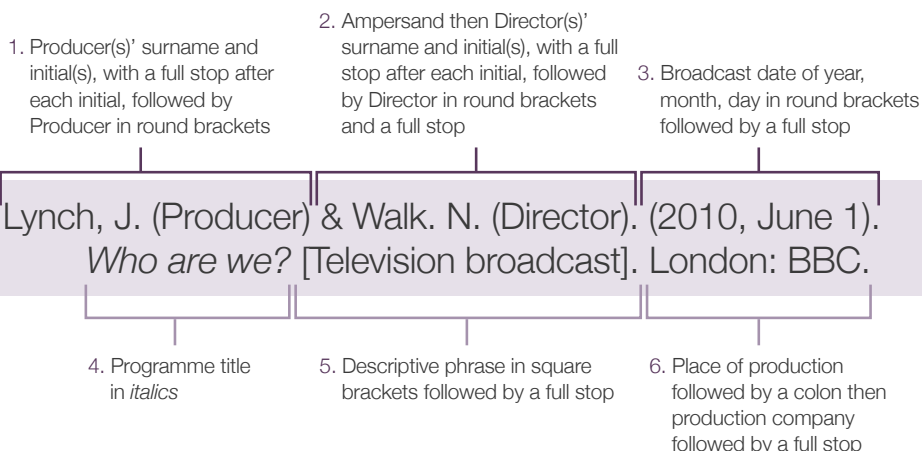 1. Producer(s)’ surname and
initial(s), with a full stop after
each initial, followed by
Producer in round brackets
2. Ampersand then Director(s)’
surname and initial(s), with a full
stop after each initial, followed
by Director in round brackets
and a full stop
3. Broadcast date of year,
month, day in round brackets
followed by a full stop
Lynch, J. (Producer) & Walk. N. (Director). (2010, June 1).
Who are we? [Television broadcast]. London: BBC.
4. Programme title
in italics
5. Descriptive phrase in square
brackets followed by a full stop
6. Place of production
followed by a colon then
production company
followed by a full stop